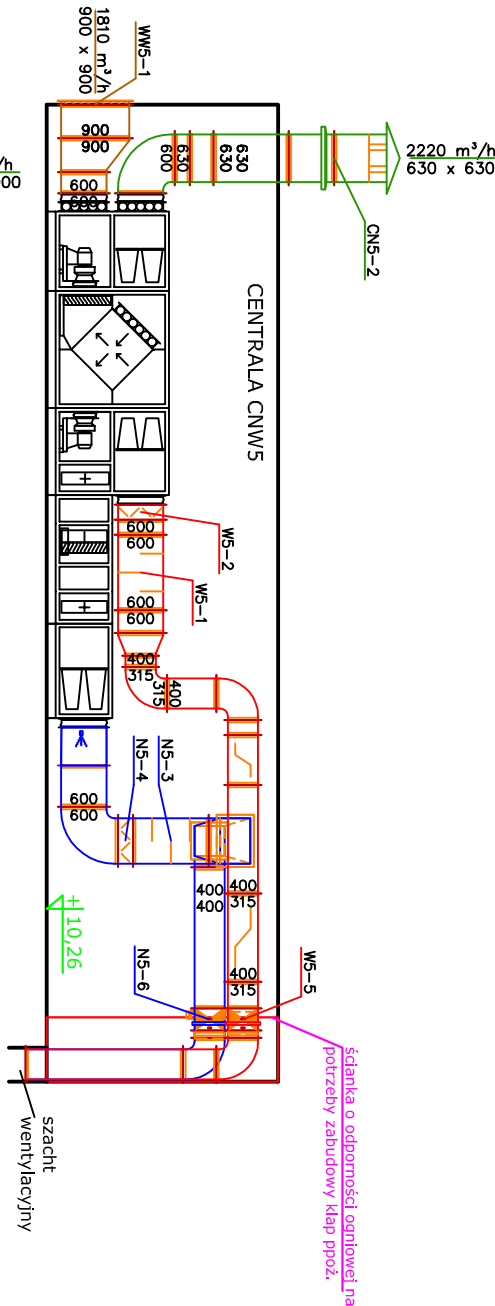 2220 m³/h
630 x 630
CN5-2
630
630
630
600
WW5-1
1810 m³/h
900 x 900
/h
00
900
900
600
600
CENTRALA CNW5
W5-2
600
600
W5-1
600
600
400
315
400
315
N5-3
N5-4
600
600
400
315
400
400
400
315
W5-5
N5-6
+10,26
ścianka o odporności ogniowej na
potrzeby zabudowy klap ppoż.
szacht
wentylacyjny